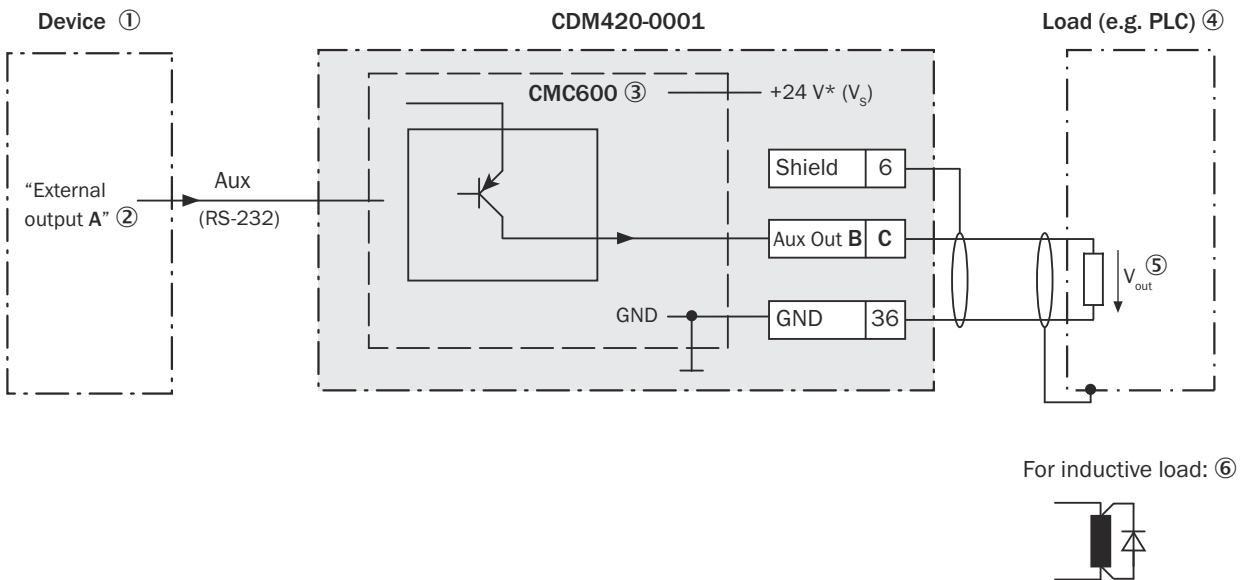 Device ①
CDM420-0001
Load (e.g. PLC) ④
CMC600 ③
+24 V* (Vs)
Shield 6
"External
output A" ②
Aux
(RS-232)
Aux Out B C
Vout ⑤
GND
GND 36
For inductive load: ⑥